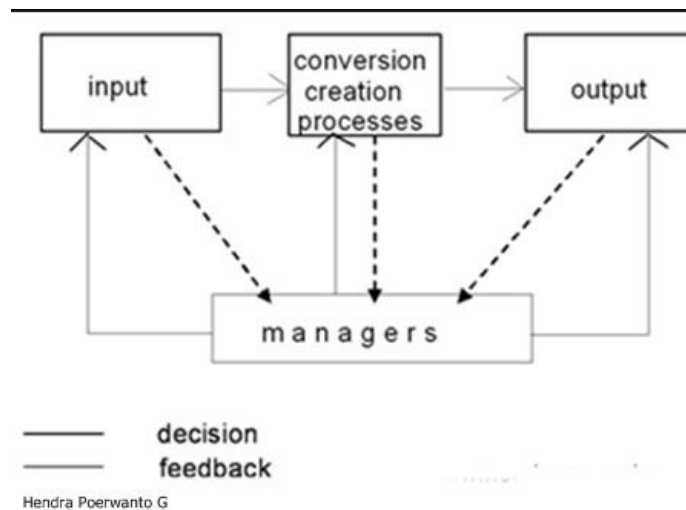 input
conversion
creation
processes
output
managers
decision
feedback
Hendra Poerwanto G